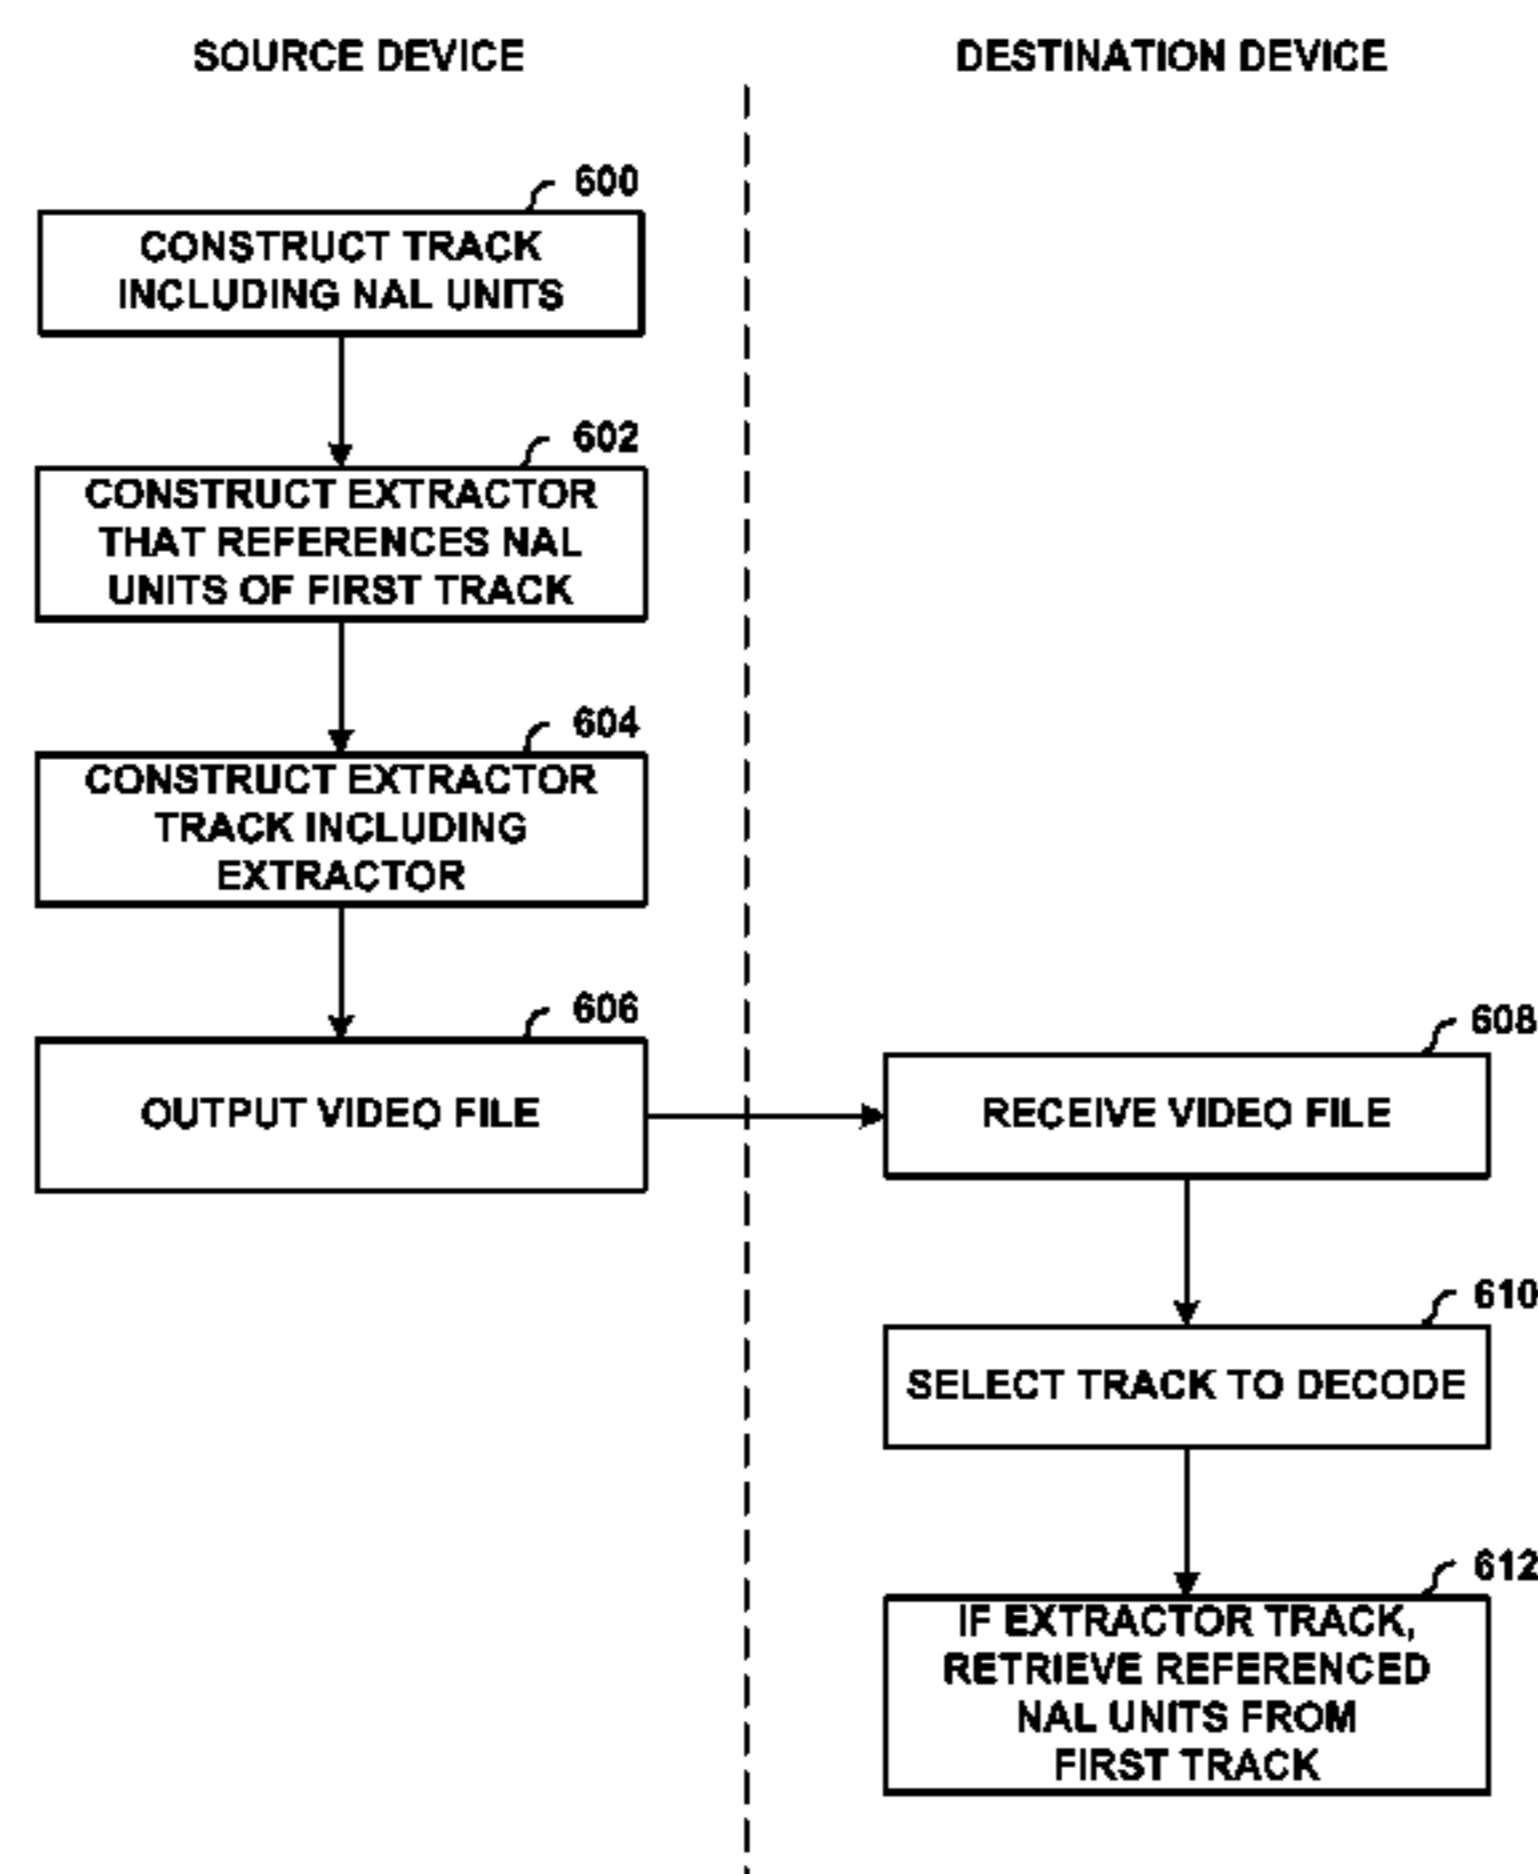 SOURCE DEVICE
DESTINATION DEVICE
600
CONSTRUCT TRACK
INCLUDING NAL UNITS
602
CONSTRUCT EXTRACTOR
THAT REFERENCES NAL
UNITS OF FIRST TRACK
604
CONSTRUCT EXTRACTOR
TRACK INCLUDING
EXTRACTOR
606
OUTPUT VIDEO FILE
608
RECEIVE VIDEO FILE
610
SELECT TRACK TO DECODE
612
IF EXTRACTOR TRACK,
RETRIEVE REFERENCED
NAL UNITS FROM
FIRST TRACK